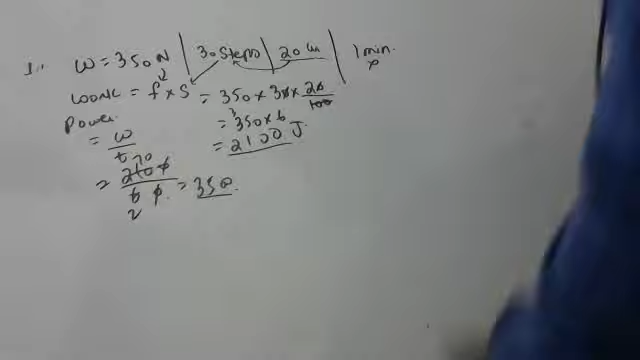 1. W = 350 N | 30 Steps | 20 cm | 1 min.
work = f x s = 350 x 30 x 20/100
Power = 350 x 6
= w/t = 2100 J.
= 2100/60 = 350.